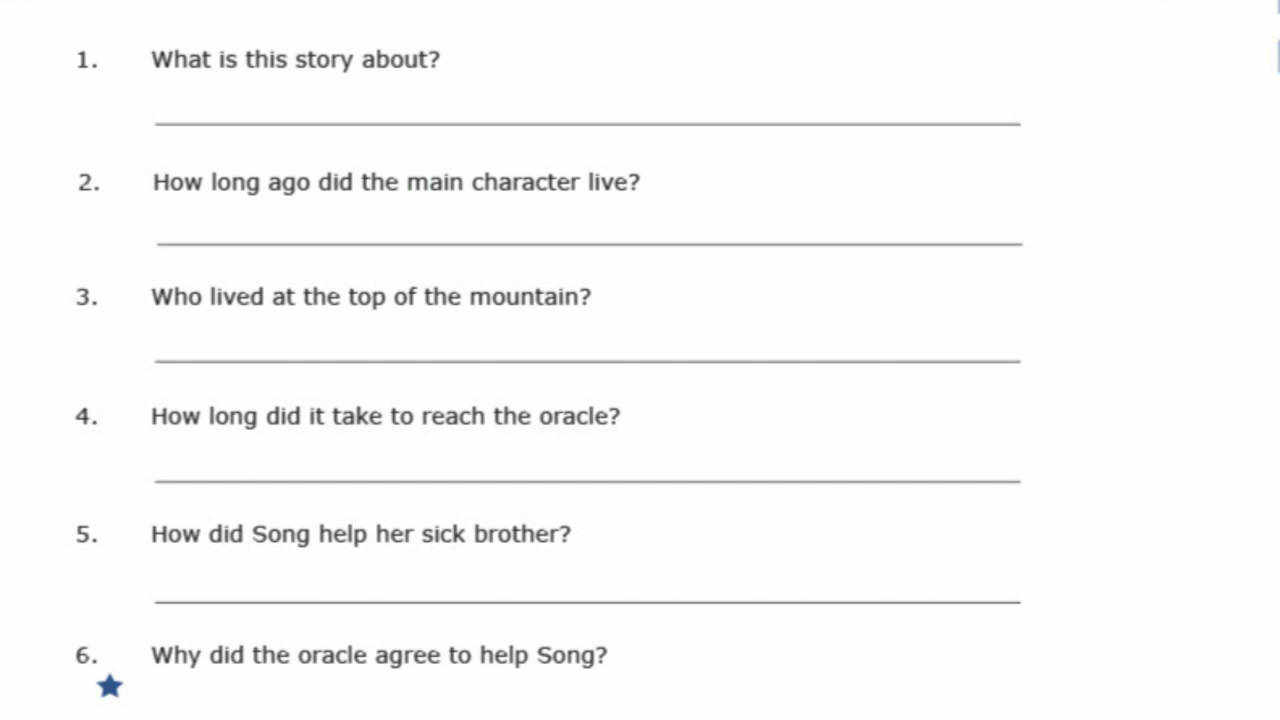 1. What is this story about?
2. How long ago did the main character live?
3. Who lived at the top of the mountain?
4. How long did it take to reach the oracle?
5. How did Song help her sick brother?
6. Why did the oracle agree to help Song?